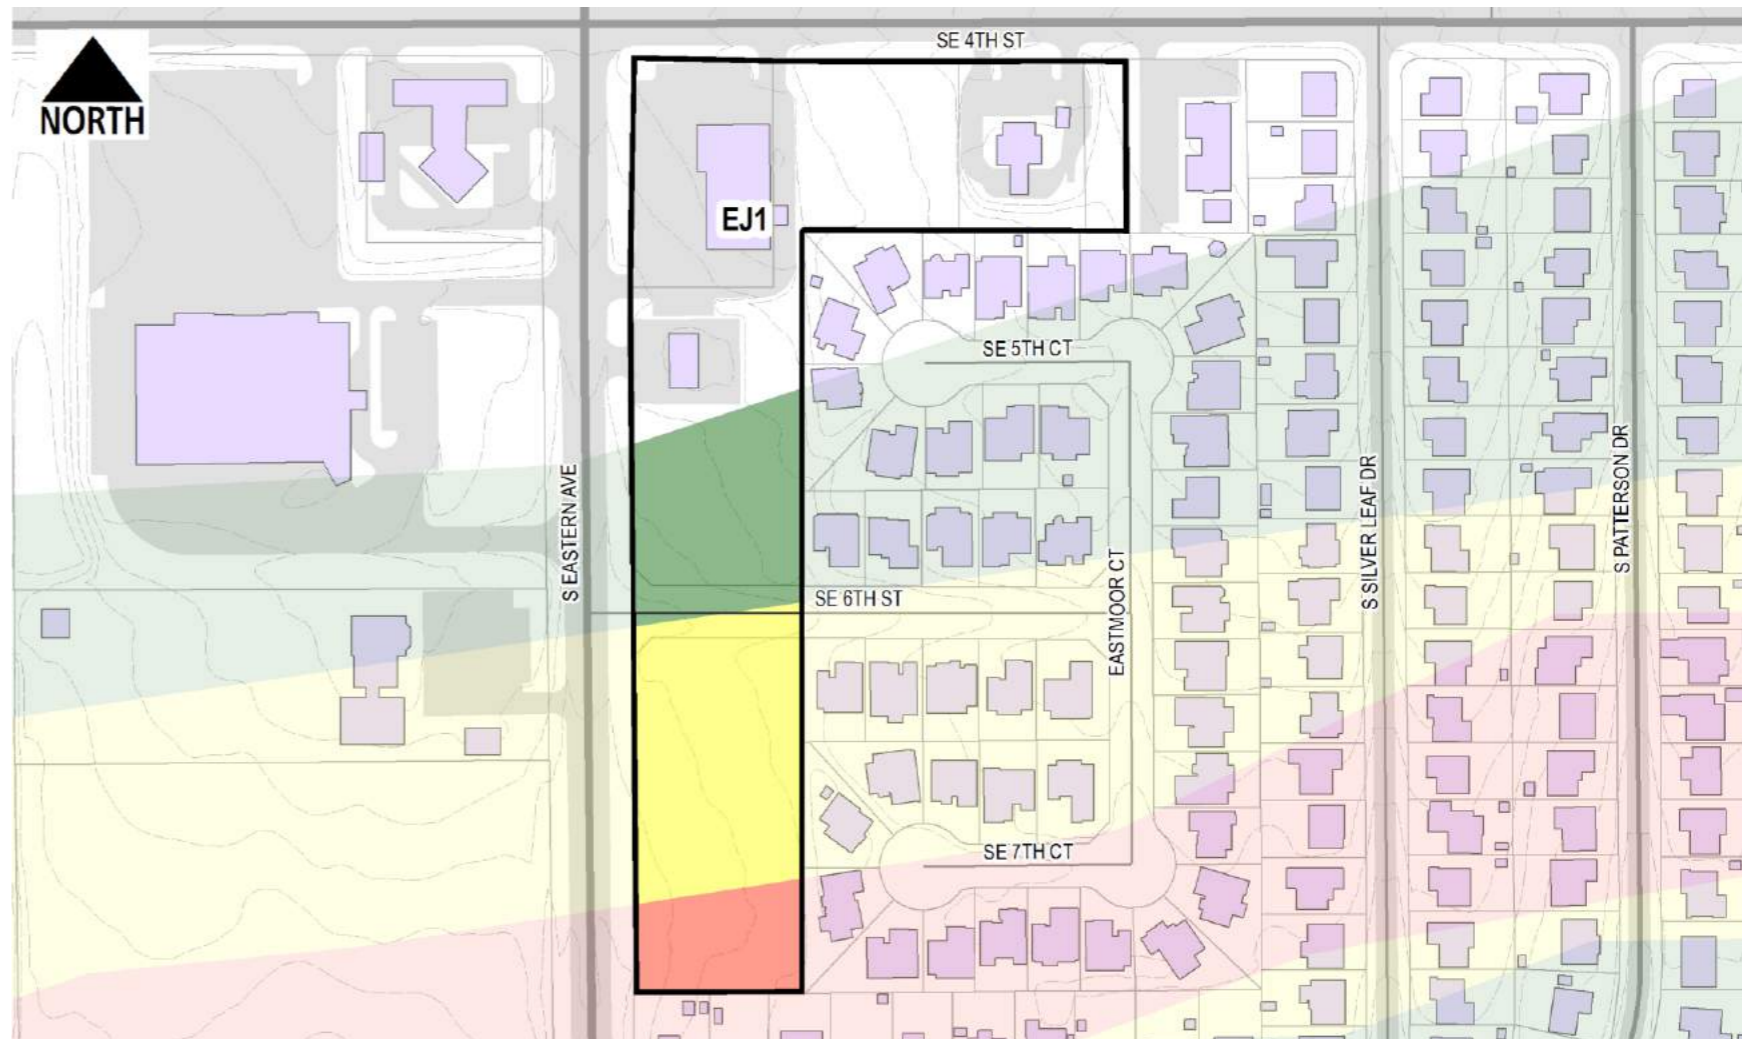 SE 4TH ST
NORTH
EJ1
SE 5TH CT
S EASTERN AVE
SE 6TH ST
EASTMOOR CT
S SILVER LEAF DR
S PATTERSON DR
SE 7TH CT